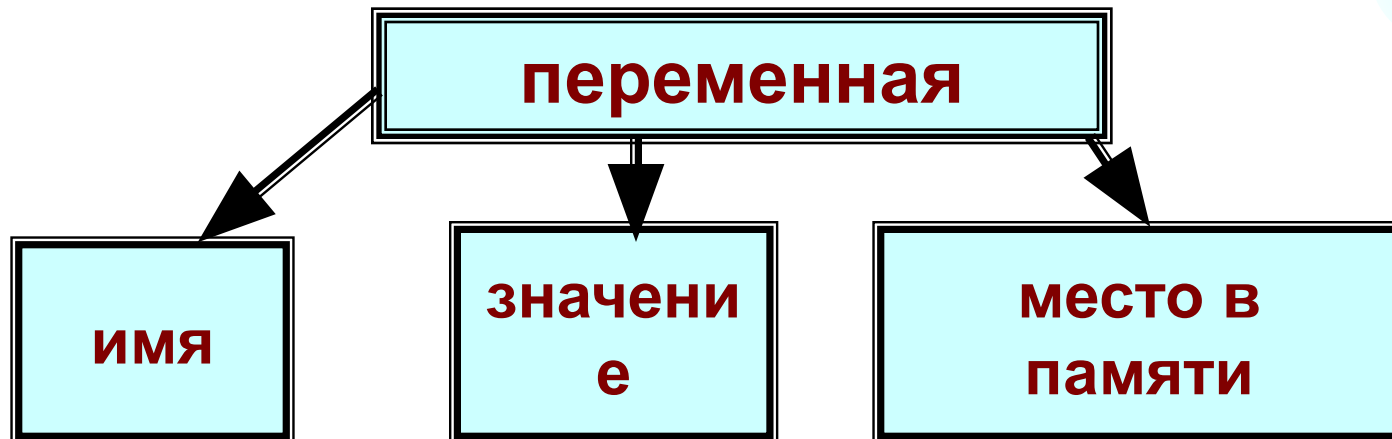 переменная
имя
значени
е
место в
памяти